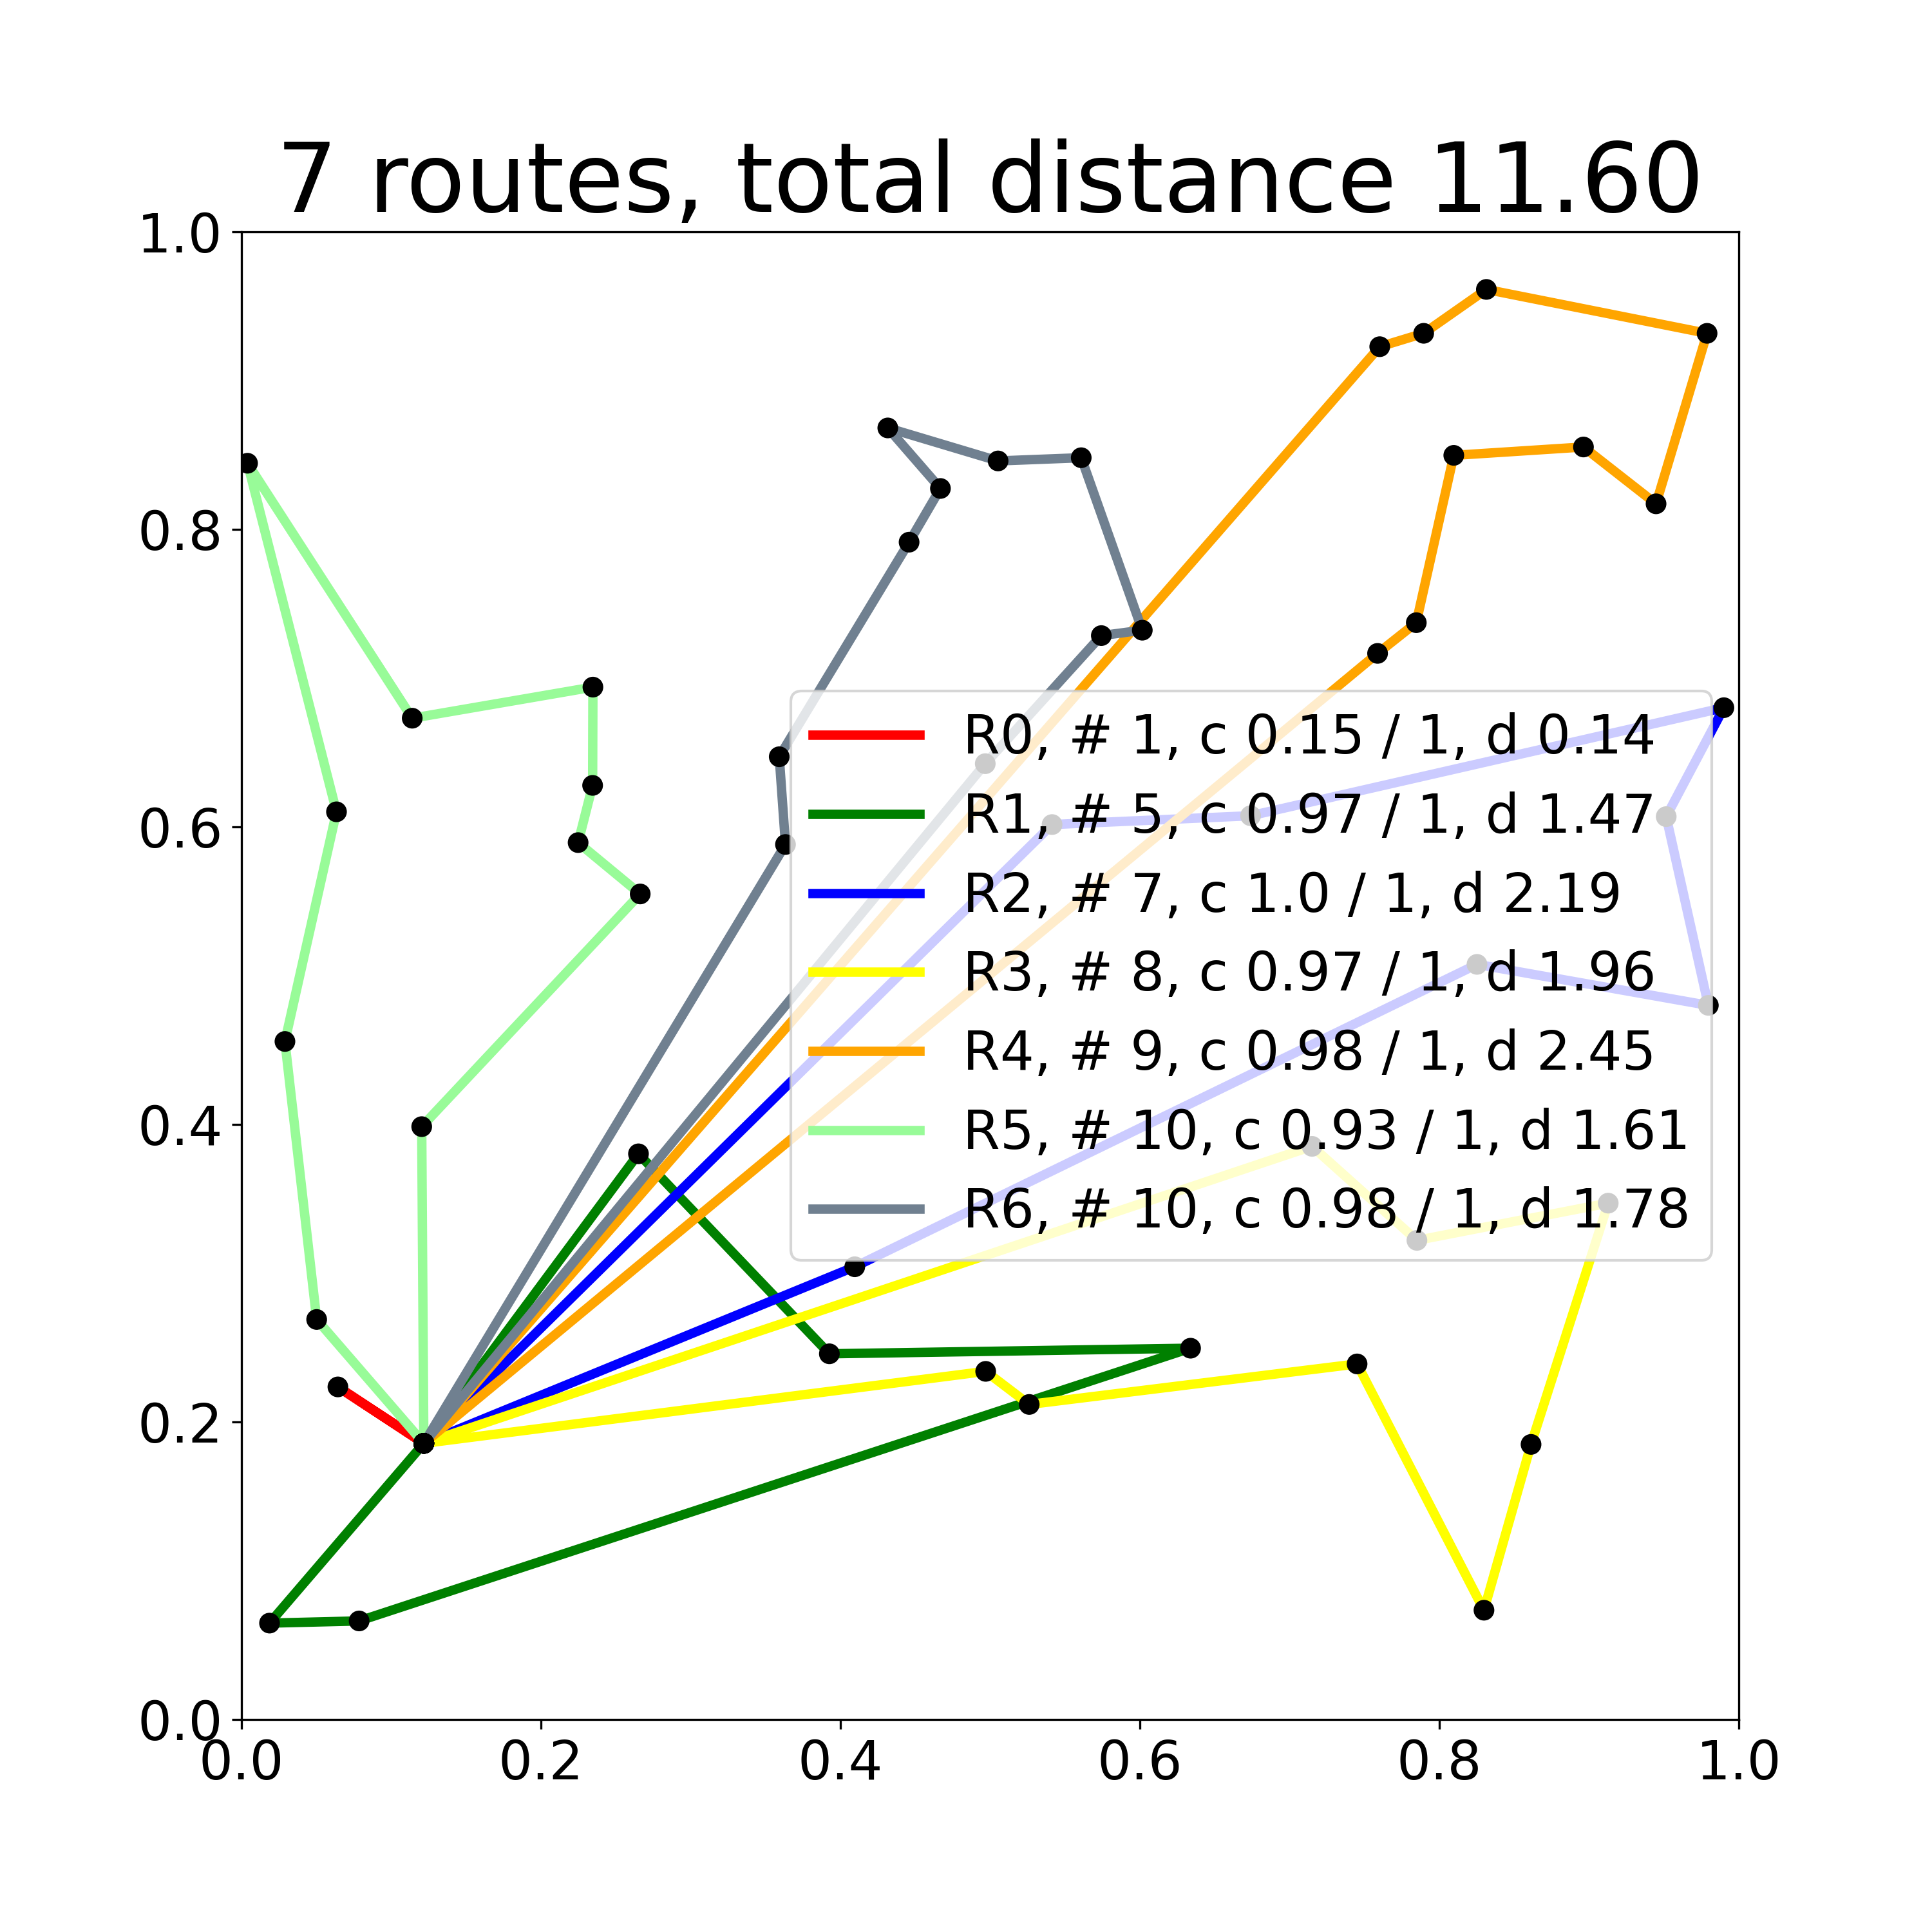 7 routes, total distance 11.60
1.0
0.8
0.6
0.4
0.2
0.0
R0, # 1, c 0.15 / 1, d 0.14
R1, # 5, c 0.97 / 1, d 1.47
R2, # 7, c 1.0 / 1, d 2.19
R3, # 8, c 0.97 / 1, d 1.96
R4, # 9, c 0.98 / 1, d 2.45
R5, # 10, c 0.93 / 1, d 1.61
R6, # 10, c 0.98 / 1, d 1.78
0.0 0.2 0.4 0.6 0.8 1.0